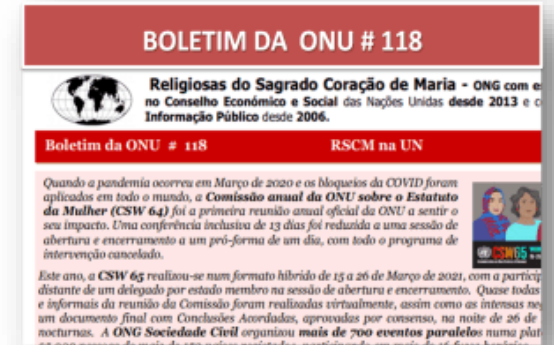 BOLETIM DA ONU # 118
Religiosas do Sagrado Coração de Maria - ONG com
no Conselho Económico e Social das Nações Unidas desde 2013 e
Informação Público desde 2006.
Boletim da ONU # 118 RSCM na UN
Quando a pandemia ocorreu em Março de 2020 e os bloqueios da COVID foram
aplicados em todo o mundo, a Comissão anual da ONU sobre o Estatuto
da Mulher (CSW 64) foi a primeira reunião anual oficial da ONU a sentir o
seu impacto. Uma conferência inclusiva de 13 dias foi reduzida a uma sessão de
abertura e encerramento a um pró-forma de um dia, com todo o programa de
intervenção cancelado.
CSW65
Este ano, a CSW 65 realizou-se num formato híbrido de 15 a 26 de Março de 2021, com a
distante de um delegado por estado membro na sessão de abertura e encerramento. Quase todas
e informais da reunião da Comissão foram realizadas virtualmente, assim como as intensas
um documento final com Conclusões Acordadas, aprovadas por consenso, na noite de 26 de
nocturnas. A ONG Sociedade Civil organizou mais de 700 eventos paralelos numa